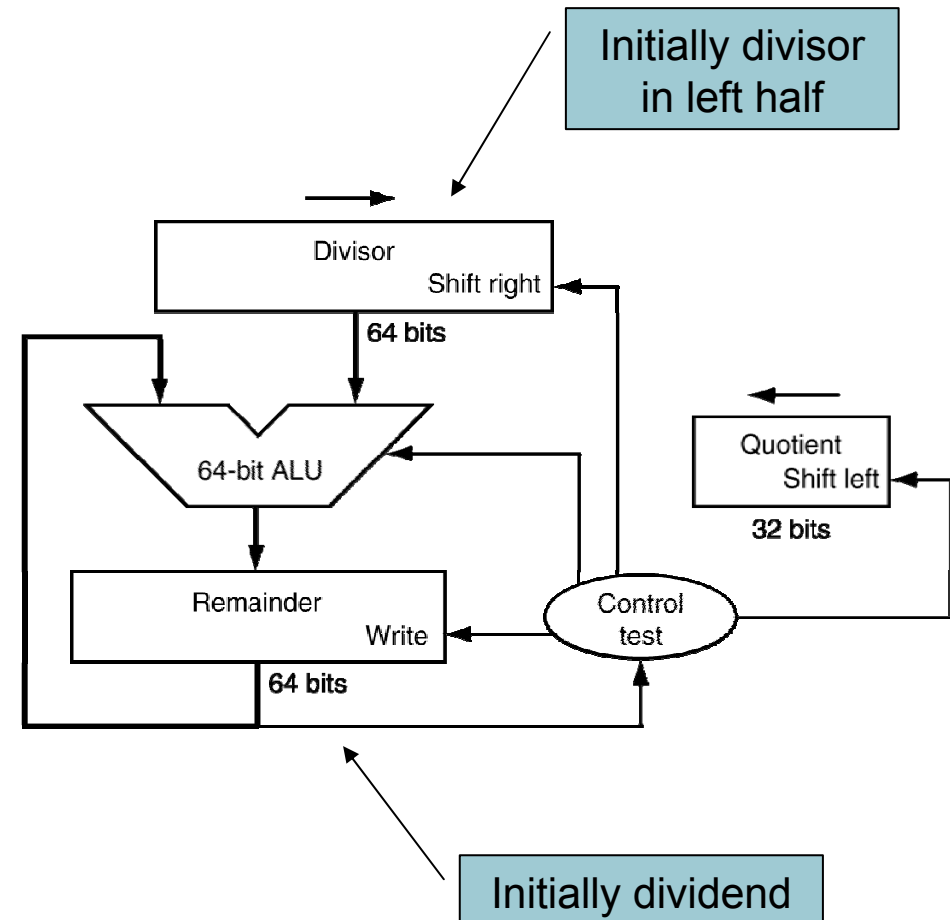 Initially divisor
in left half
Divisor
Shift right
64 bits
64-bit ALU
Quotient
Shift left
32 bits
Remainder
Write
Control
test
64 bits
Initially dividend